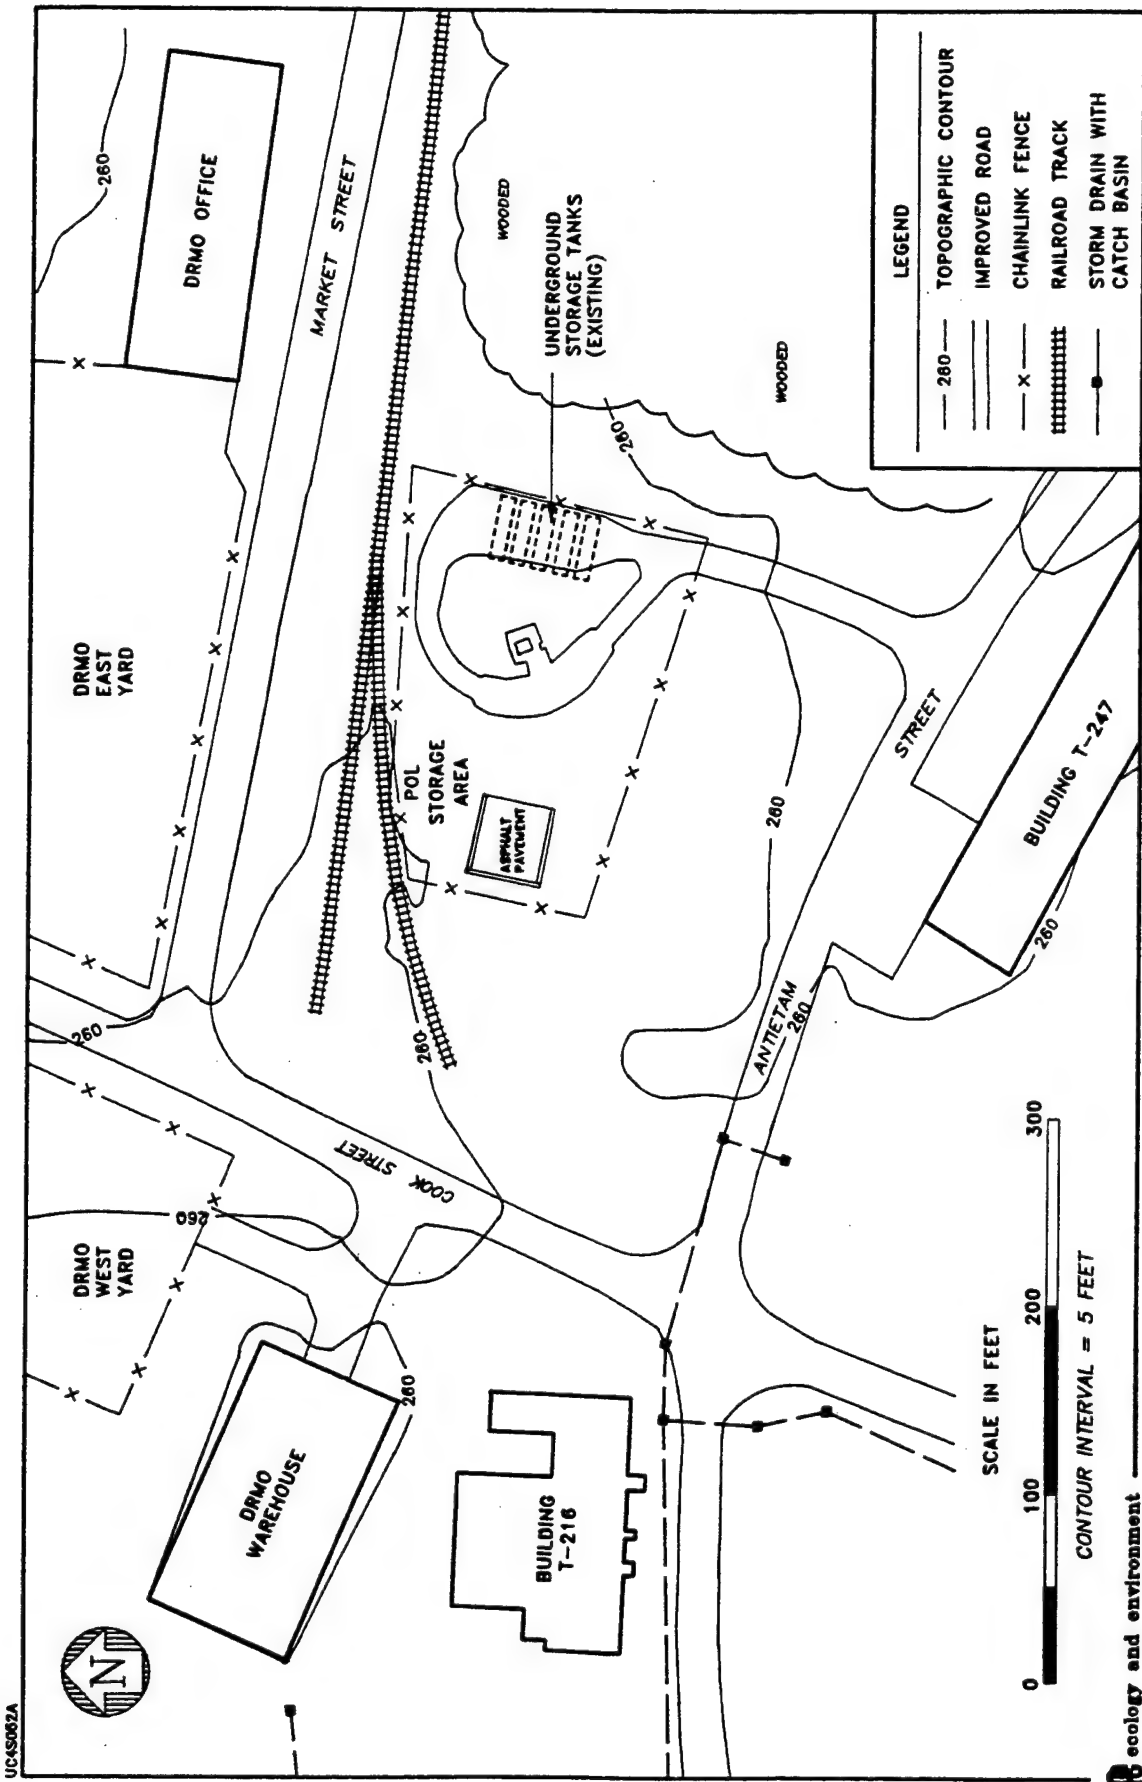 UC4S062A
260
DRMO
EAST
YARD
DRMO OFFICE
MARKET STREET
WOODED
UNDERGROUND
STORAGE TANKS
(EXISTING)
WOODED
260
POL
STORAGE
AREA
ASPHALT
PAVEMENT
260
STREET
BUILDING T-247
260
ANTIETAM
260
260
260
COOK STREET
DRMO
WEST
YARD
260
DRMO
WAREHOUSE
260
BUILDING
T-216
N
SCALE IN FEET
0 100 200 300
CONTOUR INTERVAL = 5 FEET
LEGEND
260 TOPOGRAPHIC CONTOUR
IMPROVED ROAD
X CHAINLINK FENCE
RAILROAD TRACK
STORM DRAIN WITH
CATCH BASIN
ecology and environment